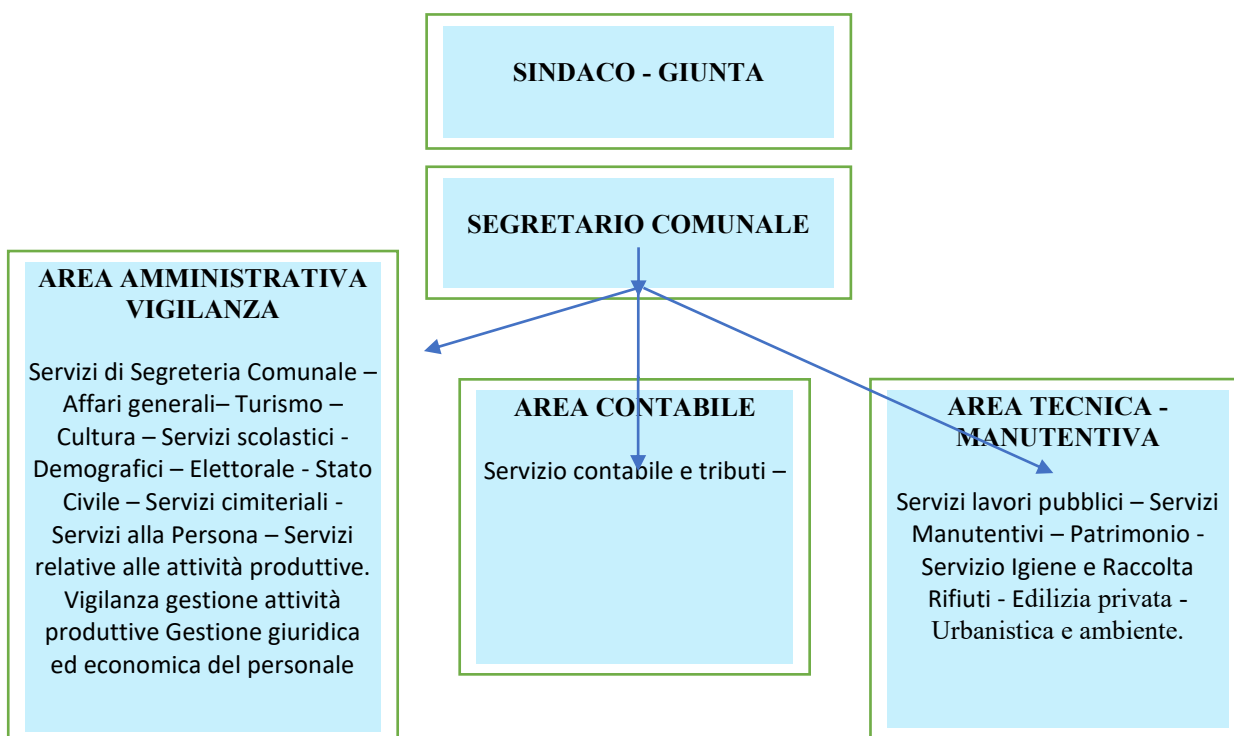 SINDACO - GIUNTA
SEGRETARIO COMUNALE
AREA AMMINISTRATIVA
VIGILANZA
Servizi di Segreteria Comunale –
Affari generali– Turismo –
Cultura – Servizi scolastici -
Demografici – Elettorale - Stato
Civile – Servizi cimiteriali -
Servizi alla Persona – Servizi
relative alle attività produttive.
Vigilanza gestione attività
produttive Gestione giuridica
ed economica del personale
AREA CONTABILE
Servizio contabile e tributi –
AREA TECNICA -
MANUTENTIVA
Servizi lavori pubblici – Servizi
Manutentivi – Patrimonio -
Servizio Igiene e Raccolta
Rifiuti - Edilizia privata -
Urbanistica e ambiente.